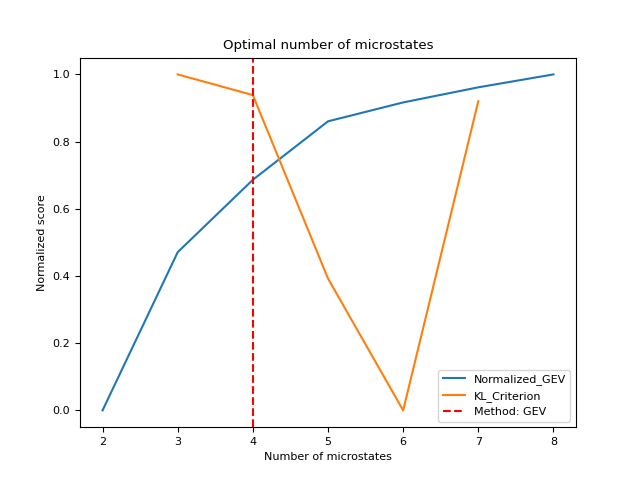 Optimal number of microstates
Normalized score
1.0
0.8
0.6
0.4
0.2
0.0
2 3 4 5 6 7 8
Number of microstates
Normalized_GEV
KL_Criterion
Method: GEV